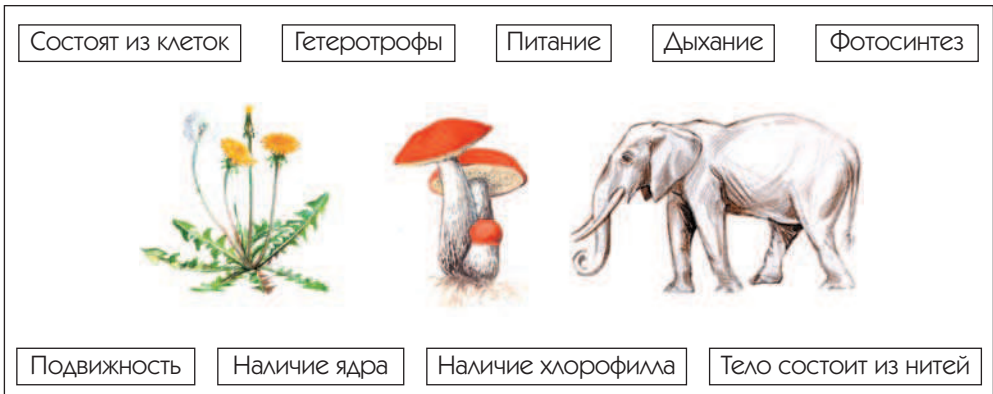 Состоят из клеток
Гетеротрофы
Питание
Дыхание
Фотосинтез
Подвижность
Наличие ядра
Наличие хлорофилла
Тело состоит из нитей